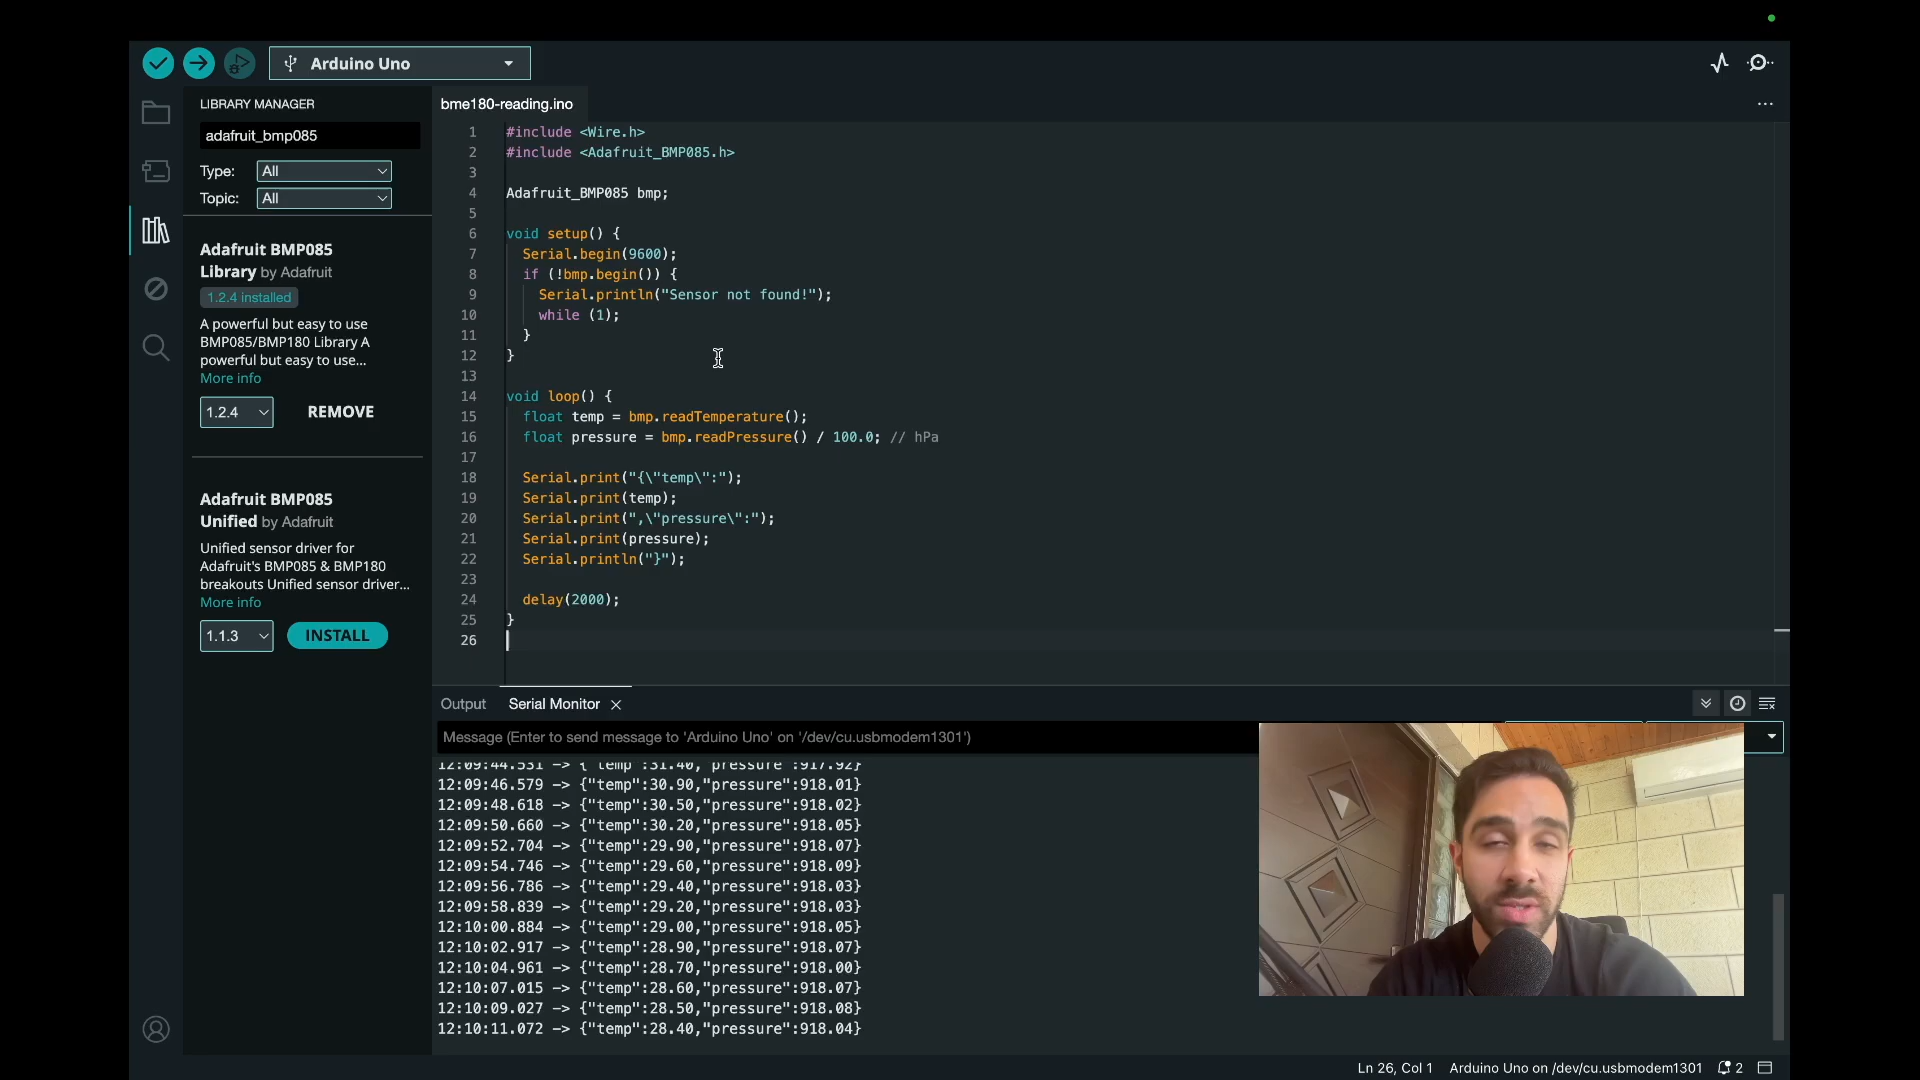 Arduino Uno
LIBRARY MANAGER
adafruit_bmp085
Type: All
Topic: All
Adafruit BMP085
Library by Adafruit
1.2.4 installed
A powerful but easy to use
BMP085/BMP180 Library A
powerful but easy to use...
More info
1.2.4 REMOVE
Adafruit BMP085
Unified by Adafruit
Unified sensor driver for
Adafruit's BMP085 & BMP180
breakouts Unified sensor driver...
More info
1.1.3 INSTALL
bme180-reading.ino
1 #include <Wire.h>
2 #include <Adafruit_BMP085.h>
3
4 Adafruit_BMP085 bmp;
5
6 void setup() {
7 Serial.begin(9600);
8 if (!bmp.begin()) {
9 Serial.println("Sensor not found!");
10 while (1);
11 }
12 }
13
14 void loop() {
15 float temp = bmp.readTemperature();
16 float pressure = bmp.readPressure() / 100.0; // hPa
17
18 Serial.print("{\"temp\":");
19 Serial.print(temp);
20 Serial.print(",\"pressure\":");
21 Serial.print(pressure);
22 Serial.println("}");
23
24 delay(2000);
25 }
26
Output Serial Monitor
Message (Enter to send message to 'Arduino Uno' on '/dev/cu.usbmodem1301')
12:09:44.531 -> {"temp":31.40,"pressure":917.92}
12:09:46.579 -> {"temp":30.90,"pressure":918.01}
12:09:48.618 -> {"temp":30.50,"pressure":918.02}
12:09:50.660 -> {"temp":30.20,"pressure":918.05}
12:09:52.704 -> {"temp":29.90,"pressure":918.07}
12:09:54.746 -> {"temp":29.60,"pressure":918.09}
12:09:56.786 -> {"temp":29.40,"pressure":918.03}
12:09:58.839 -> {"temp":29.20,"pressure":918.03}
12:10:00.884 -> {"temp":29.00,"pressure":918.05}
12:10:02.917 -> {"temp":28.90,"pressure":918.07}
12:10:04.961 -> {"temp":28.70,"pressure":918.00}
12:10:07.015 -> {"temp":28.60,"pressure":918.07}
12:10:09.027 -> {"temp":28.50,"pressure":918.08}
12:10:11.072 -> {"temp":28.40,"pressure":918.04}
Ln 26, Col 1 Arduino Uno on /dev/cu.usbmodem1301 2